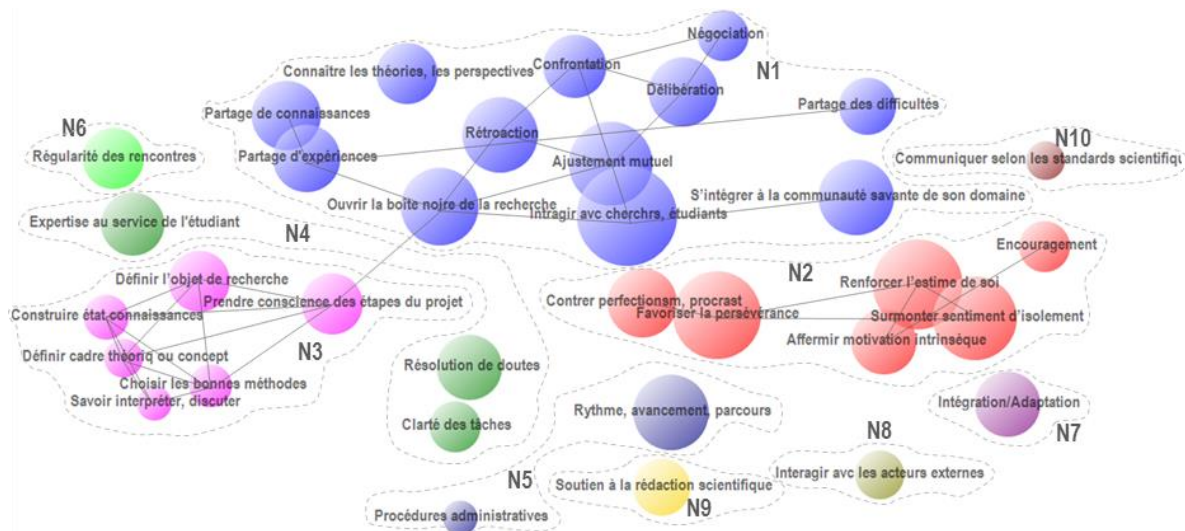 Négociation
Connaître les théories, les perspectives
Confrontation
N1
Délibération
Partage de connaissances
Partage des difficultés
N6
Rétroaction
N10
Régularité des rencontres
Partage d'expériences
Ajustement mutuel
Communiquer selon les standards scientifiq
Ouvrir la boîte noire de la recherche
Intragir avc cherchrs, étudiants
S'intégrer à la communauté savante de son domaine
Expertise au service de l'étudiant
N4
Encouragement
N2
Définir l'objet de recherche
Renforcer l'estime de soi
Construire état connaissances
Prendre conscience des étapes du projet
Contrer perfectionsm, procrast
Favoriser la persévérance
Surmonter sentiment d'isolement
Affermir motivation intrinsèque
N3
Définir cadre théoriq ou concept
Résolution de doutes
Choisir les bonnes méthodes
Savoir interpréter, discuter
Intégration/Adaptation
Rythme, avancement, parcours
Clarté des tâches
N7
N8
Interagir avc les acteurs externes
N5
Soutien à la rédaction scientifique
N9
Procédures administratives